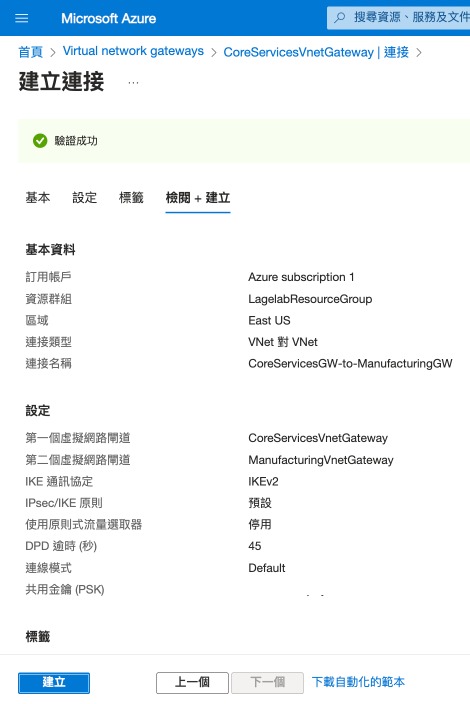 Microsoft Azure
搜尋資源、服務及文件
首頁 > Virtual network gateways > CoreServicesVnetGateway | 連接 >
建立連接 ...
驗證成功
基本 設定 標籤 檢閱 + 建立
基本資料
訂用帳戶 Azure subscription 1
資源群組 LagelabResourceGroup
區域 East US
連接類型 VNet 對 VNet
連接名稱 CoreServicesGW-to-ManufacturingGW
設定
第一個虛擬網路閘道 CoreServicesVnetGateway
第二個虛擬網路閘道 ManufacturingVnetGateway
IKE 通訊協定 IKEv2
IPsec/IKE 原則 預設
使用原則式流量選取器 停用
DPD 逾時 (秒) 45
連線模式 Default
共用金鑰 (PSK)
標籤
建立 上一個 下一個 下載自動化的範本